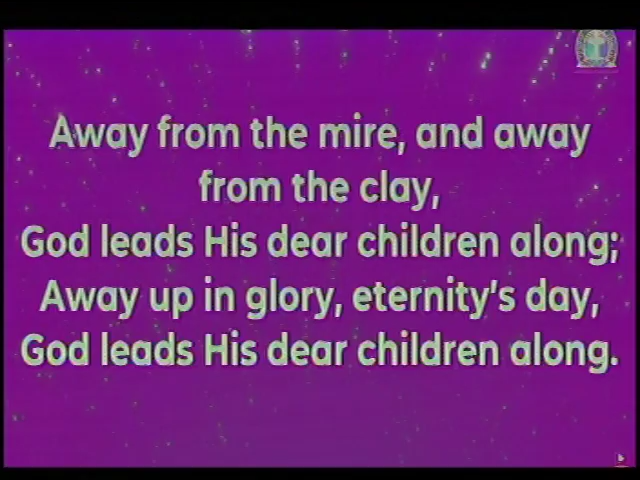 Away from the mire, and away
from the clay,
God leads His dear children along;
Away up in glory, eternity's day,
God leads His dear children along.